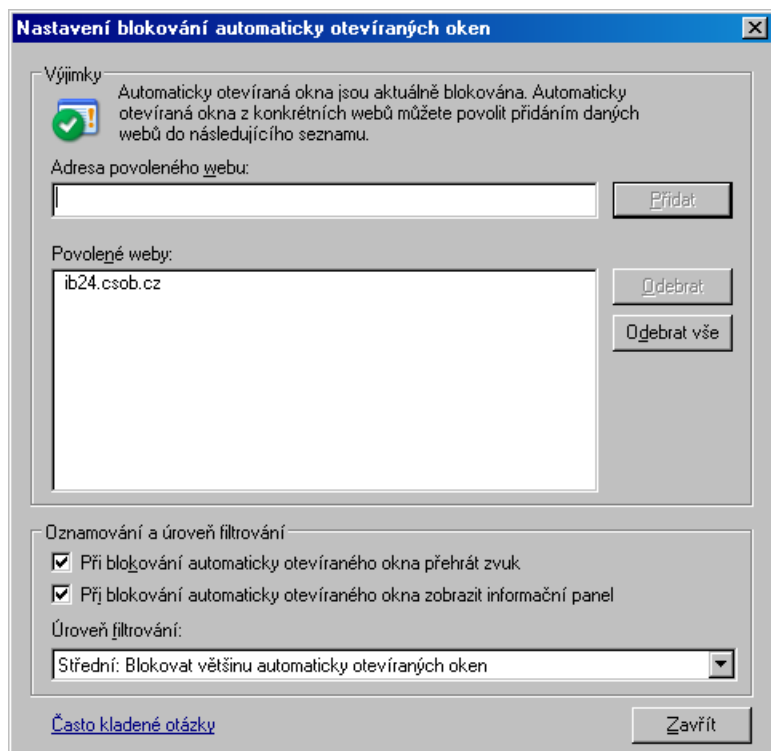 Nastavení blokování automaticky otevíraných oken
Výjimky
Automaticky otevíraná okna jsou aktuálně blokována. Automaticky
otevíraná okna z konkrétních webů můžete povolit přidáním daných
webů do následujícího seznamu.
Adresa povoleného webu:
Přidat
Povolené weby:
ib24.csob.cz
Odebrat
Odebrat vše
Oznamování a úroveň filtrování
Při blokování automaticky otevíraného okna přehrát zvuk
Při blokování automaticky otevíraného okna zobrazit informační panel
Úroveň filtrování:
Střední: Blokovat většinu automaticky otevíraných oken
Často kladené otázky
Zavřít